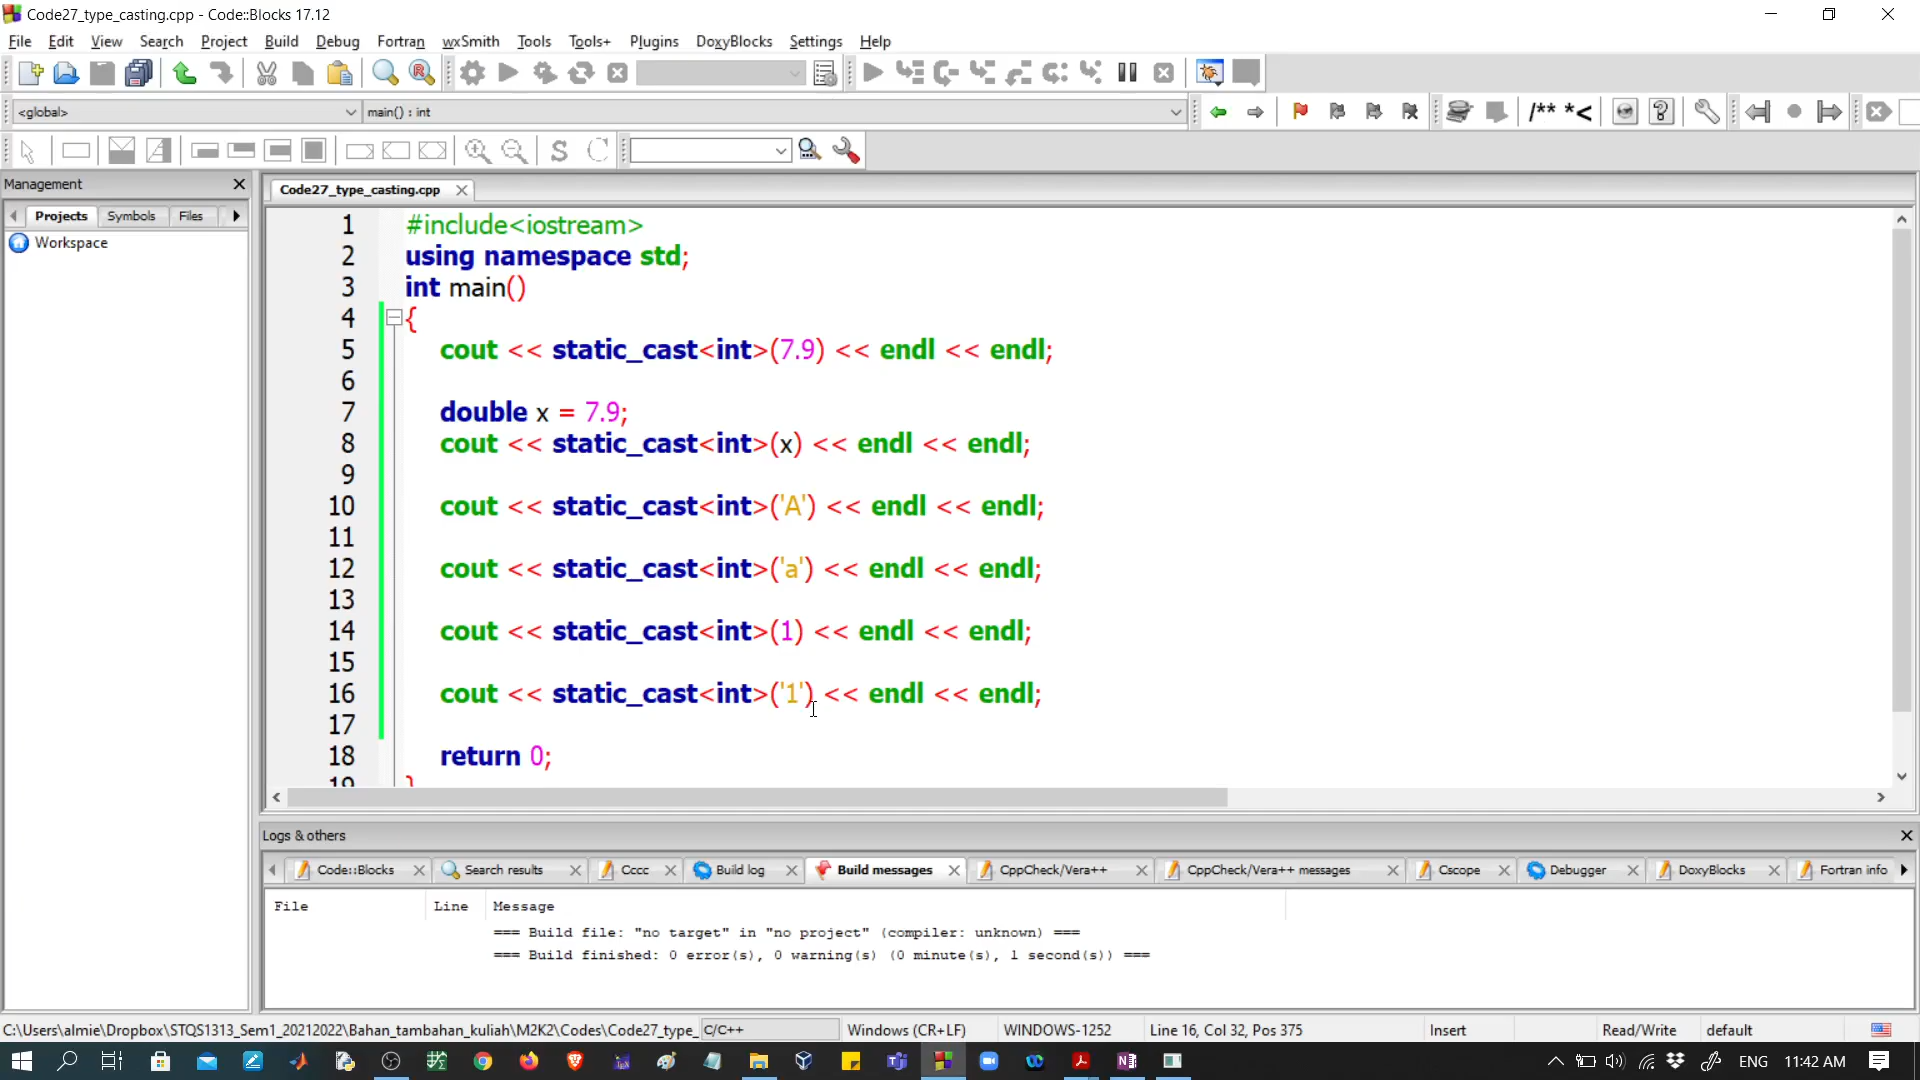 Code27_type_casting.cpp - Code::Blocks 17.12
File Edit View Search Project Build Debug Fortran wxSmith Tools Tools+ Plugins DoxyBlocks Settings Help
<global> main() : int
/** *<
S
Management
Code27_type_casting.cpp
Projects Symbols Files
Workspace
1 #include<iostream>
2 using namespace std;
3 int main()
4 {
5 cout << static_cast<int>(7.9) << endl << endl;
6
7 double x = 7.9;
8 cout << static_cast<int>(x) << endl << endl;
9
10 cout << static_cast<int>('A') << endl << endl;
11
12 cout << static_cast<int>('a') << endl << endl;
13
14 cout << static_cast<int>(1) << endl << endl;
15
16 cout << static_cast<int>('1') << endl << endl;
17
18 return 0;
19 }
Logs & others
Code::Blocks Search results Cccc Build log Build messages CppCheck/Vera++ CppCheck/Vera++ messages Cscope Debugger DoxyBlocks Fortran info
File Line Message
=== Build file: "no target" in "no project" (compiler: unknown) ===
=== Build finished: 0 error(s), 0 warning(s) (0 minute(s), 1 second(s)) ===
C:\Users\almie\Dropbox\STQS1313_Sem1_20212022\Bahan_tambahan_kuliah\M2K2\Codes\Code27_type_ C/C++ Windows (CR+LF) WINDOWS-1252 Line 16, Col 32, Pos 375 Insert Read/Write default
ENG 11:42 AM